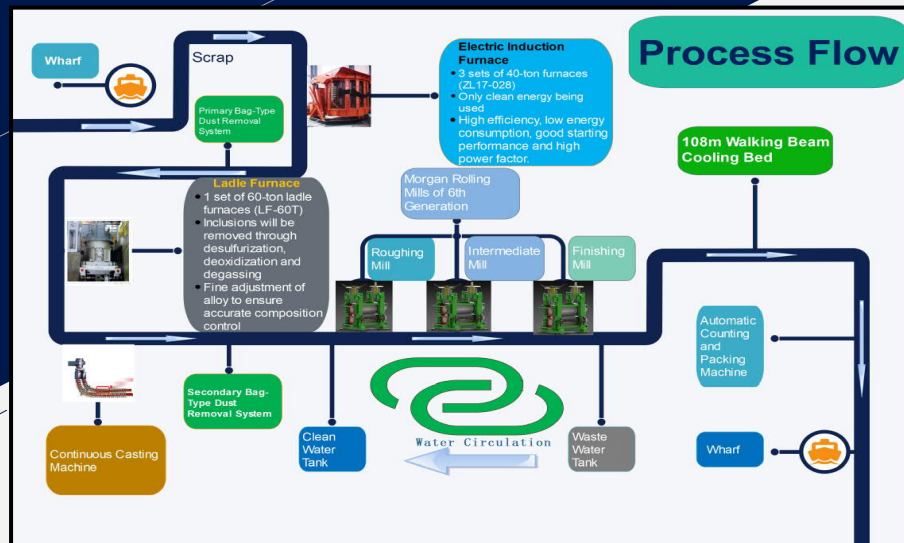 Process Flow
Wharf
Scrap
Electric Induction
Furnace
• 3 sets of 40-ton furnaces
(ZL17-028)
• Only clean energy being
used
• High efficiency, low energy
consumption, good starting
performance and high
power factor.
Primary Bag-Type
Dust Removal
System
108m Walking Beam
Cooling Bed
Ladle Furnace
• 1 set of 60-ton ladle
furnaces (LF-60T)
• Inclusions will be
removed through
desulfurization,
deoxidization and
degassing
• Fine adjustment of
alloy to ensure
accurate composition
control
Morgan Rolling
Mills of 6th
Generation
Roughing
Mill
Intermediate
Mill
Finishing
Mill
Automatic
Counting
and
Packing
Machine
Secondary Bag-
Type Dust
Removal System
Continuous Casting
Machine
Clean
Water
Tank
Water Circulation
Waste
Water
Tank
Wharf